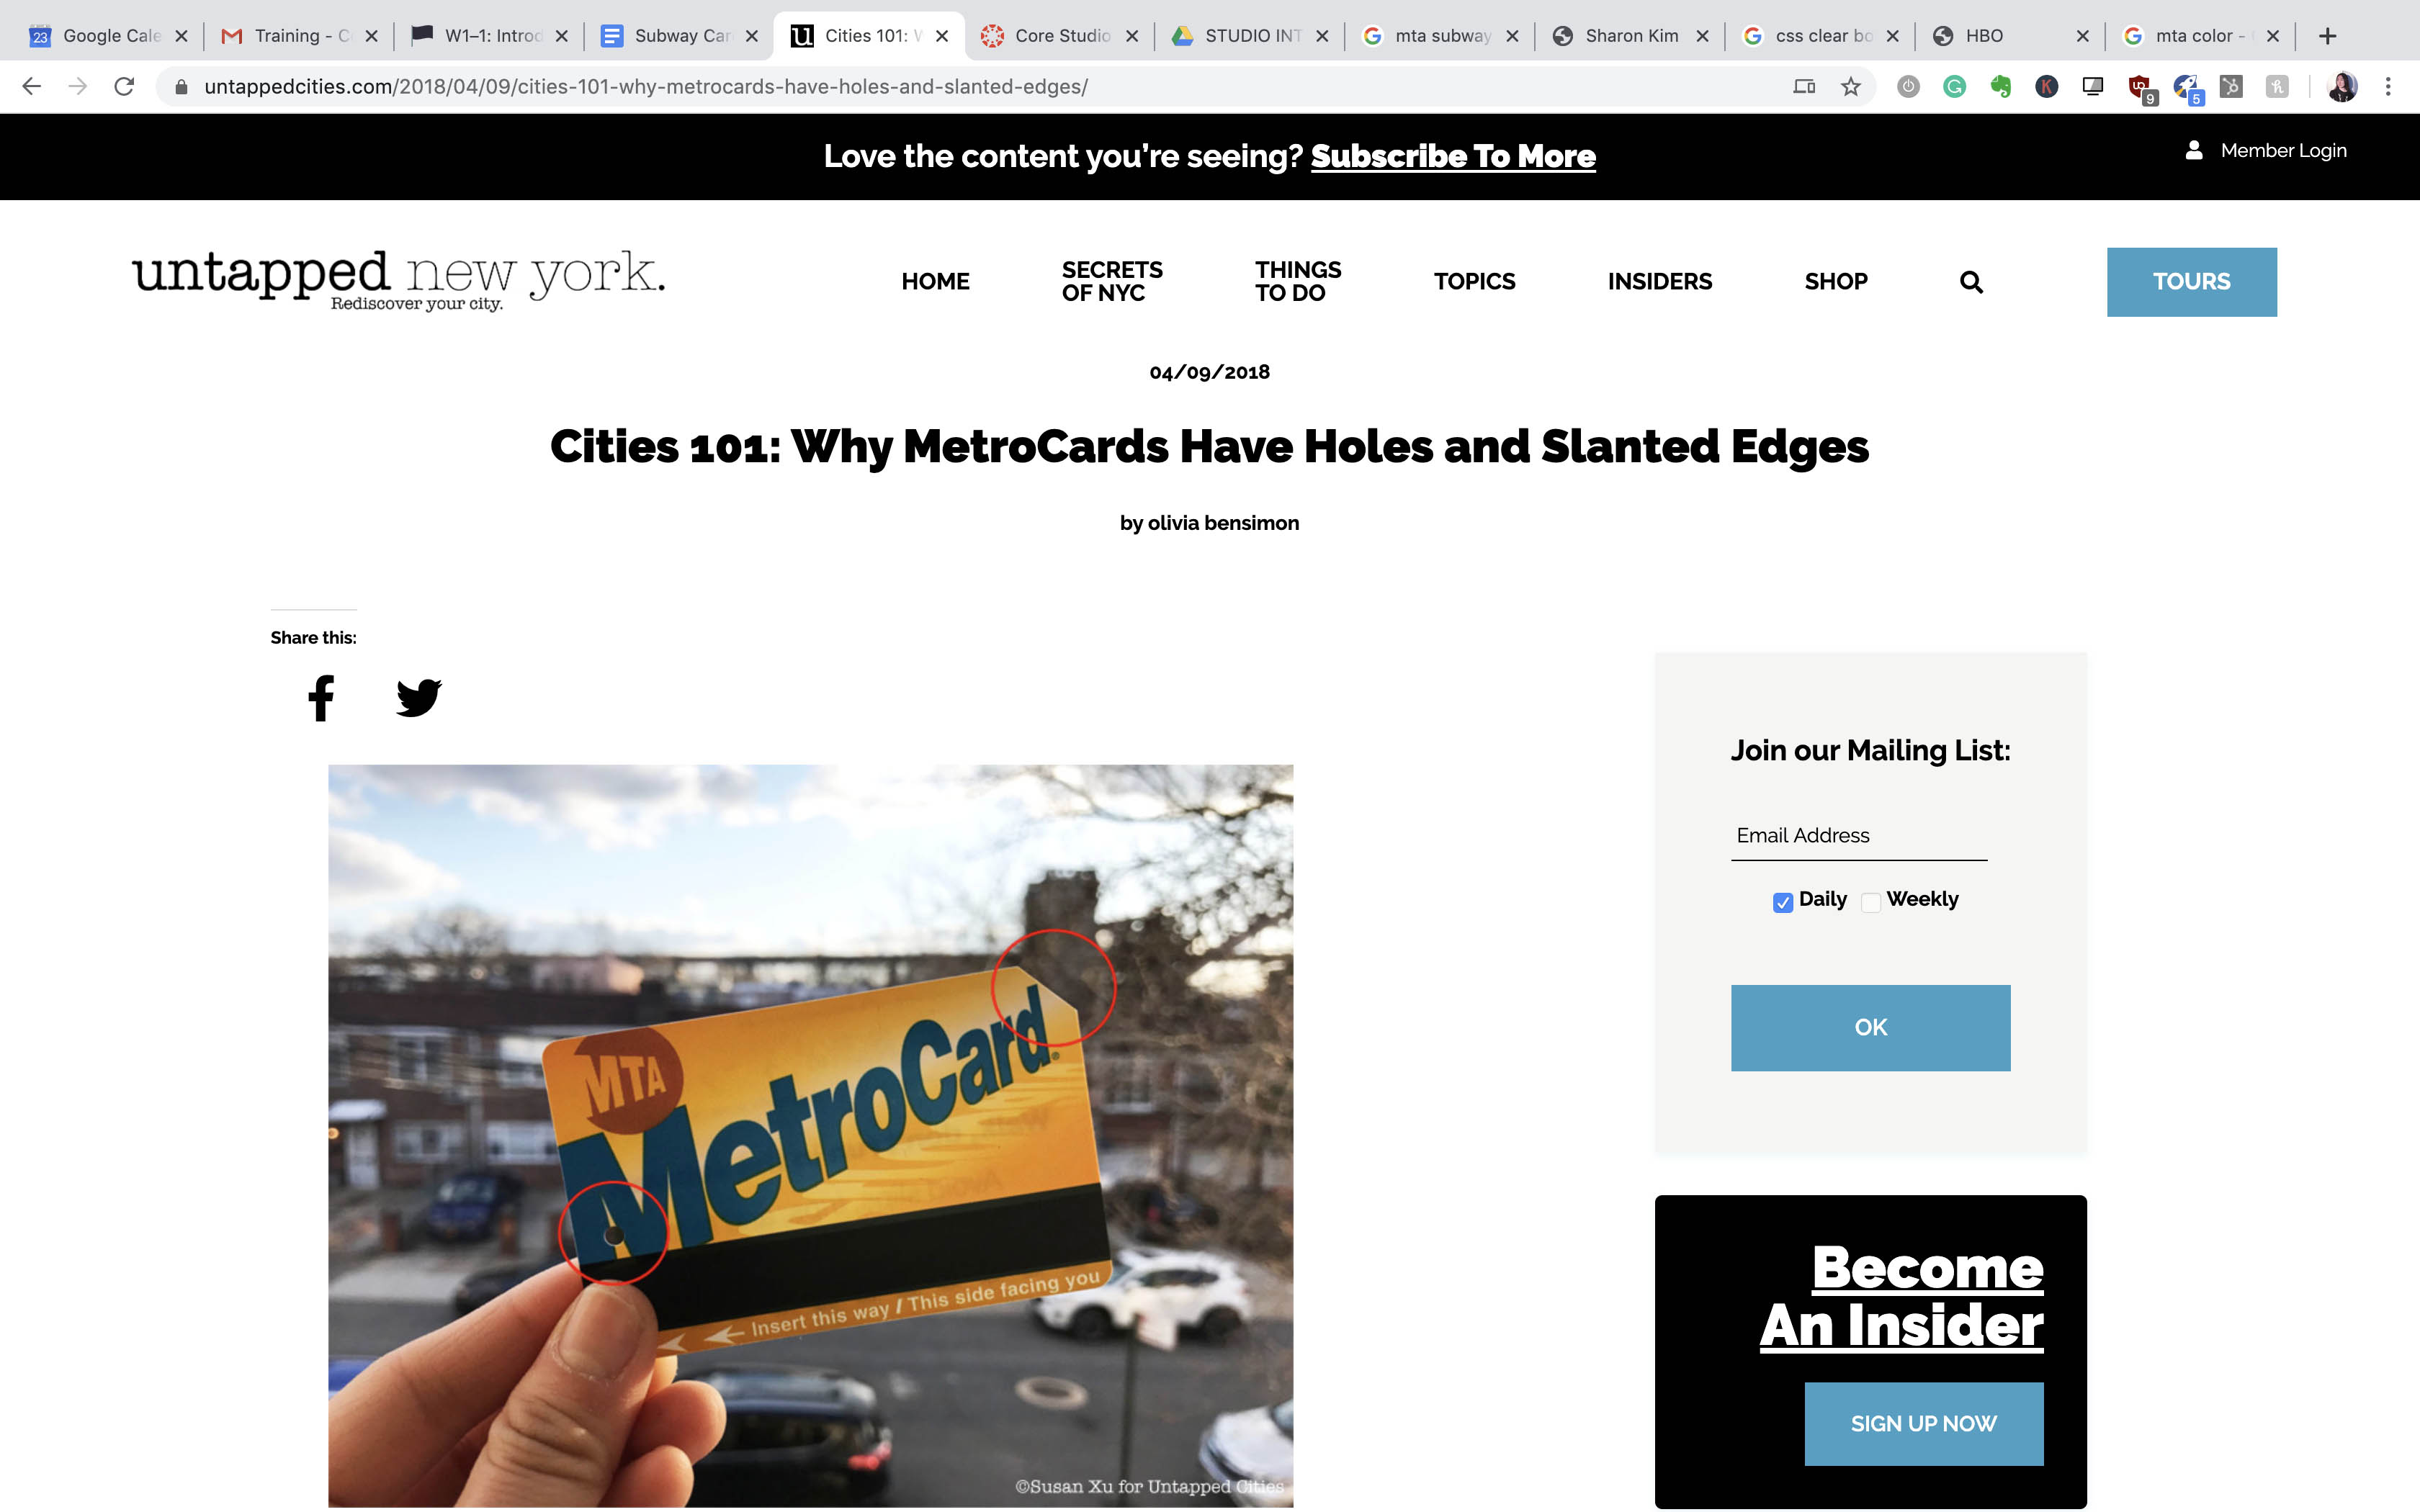 23 Google Cale
Training - C
W1–1: Introd
Subway Car
Cities 101: W
Core Studio
STUDIO INT
mta subway
Sharon Kim
css clear bo
HBO
mta color -
untappedcities.com/2018/04/09/cities-101-why-metrocards-have-holes-and-slanted-edges/
9
5
Love the content you’re seeing? Subscribe To More
Member Login
untapped new york.
Rediscover your city.
HOME
SECRETS
OF NYC
THINGS
TO DO
TOPICS
INSIDERS
SHOP
TOURS
04/09/2018
Cities 101: Why MetroCards Have Holes and Slanted Edges
by olivia bensimon
Share this:
MTA
MetroCard®
Insert this way / This side facing you
©Susan Xu for Untapped Cities
Join our Mailing List:
Email Address
Daily Weekly
OK
Become
An Insider
SIGN UP NOW